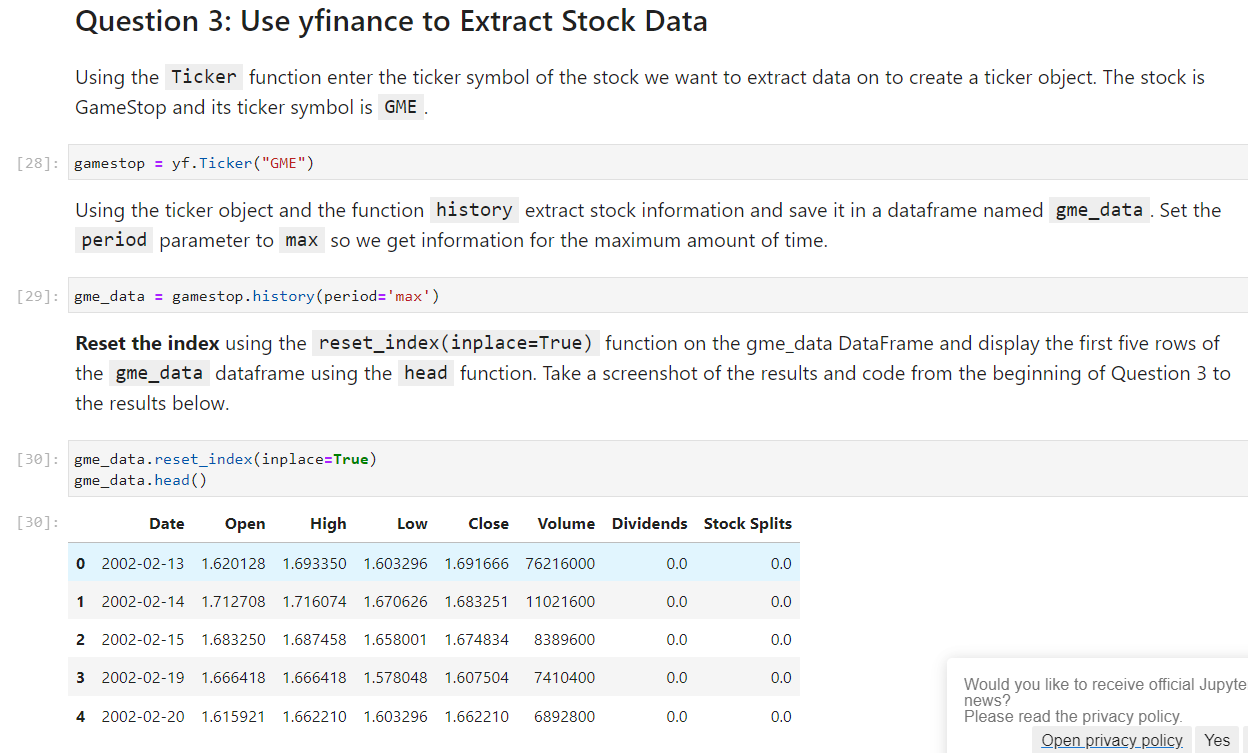 Question 3: Use yfinance to Extract Stock Data
Using the Ticker function enter the ticker symbol of the stock we want to extract data on to create a ticker object. The stock is
GameStop and its ticker symbol is GME .
[28]: gamestop = yf.Ticker("GME")
Using the ticker object and the function history extract stock information and save it in a dataframe named gme_data . Set the
period parameter to max so we get information for the maximum amount of time.
[29]: gme_data = gamestop.history(period='max')
Reset the index using the reset_index(inplace=True) function on the gme_data DataFrame and display the first five rows of
the gme_data dataframe using the head function. Take a screenshot of the results and code from the beginning of Question 3 to
the results below.
[30]: gme_data.reset_index(inplace=True)
gme_data.head()
[30]: Date Open High Low Close Volume Dividends Stock Splits
0 2002-02-13 1.620128 1.693350 1.603296 1.691666 76216000 0.0 0.0
1 2002-02-14 1.712708 1.716074 1.670626 1.683251 11021600 0.0 0.0
2 2002-02-15 1.683250 1.687458 1.658001 1.674834 8389600 0.0 0.0
3 2002-02-19 1.666418 1.666418 1.578048 1.607504 7410400 0.0 0.0
4 2002-02-20 1.615921 1.662210 1.603296 1.662210 6892800 0.0 0.0
Would you like to receive official Jupyte
news?
Please read the privacy policy.
Open privacy policy Yes